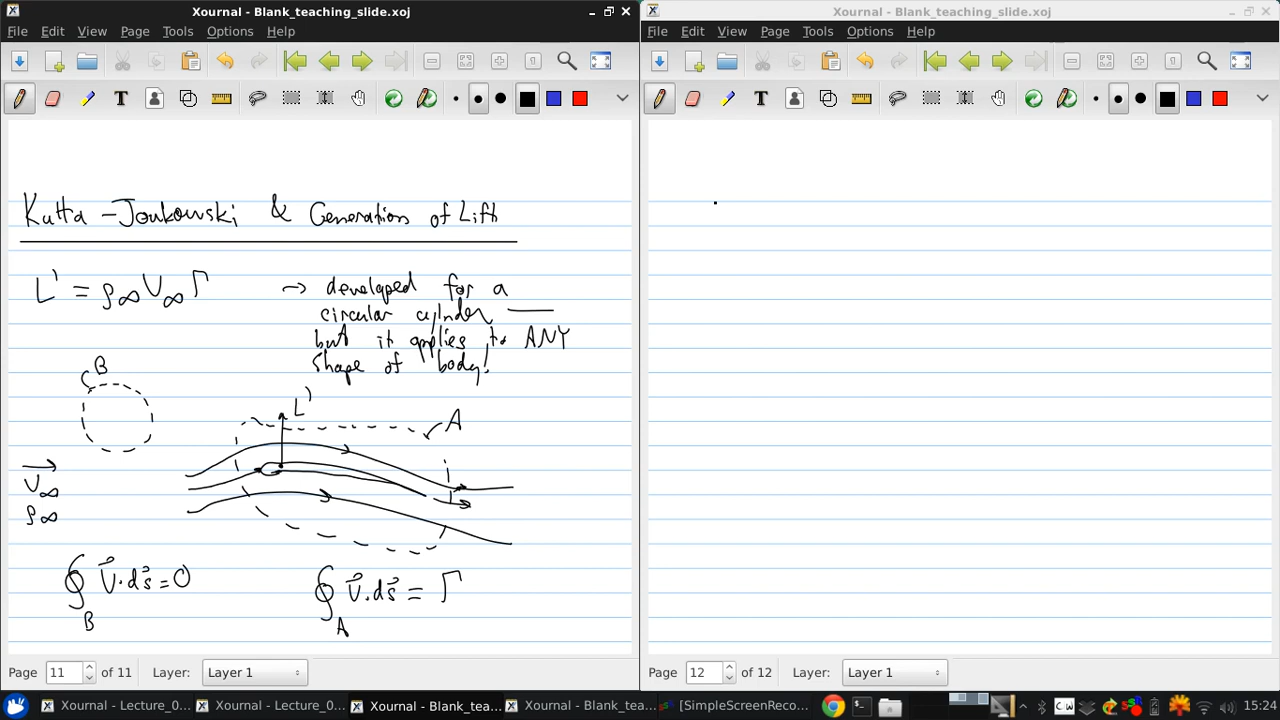 Xournal - Blank_teaching_slide.xoj
File Edit View Page Tools Options Help
Kutta - Joukowski & Generation of Lift
L' = ρ∞ V∞ Γ
→ developed for a
circular cylinder
but it applies to ANY
shape of body!
B
L'
A
V∞
ρ∞
∮B V⃗·ds⃗ = 0
∮A V⃗·ds⃗ = Γ
Page 11 of 11 Layer: Layer 1
Xournal - Blank_teaching_slide.xoj
File Edit View Page Tools Options Help
Page 12 of 12 Layer: Layer 1
Xournal - Lecture_0... Xournal - Lecture_0... Xournal - Blank_tea... Xournal - Blank_te... [SimpleScreenReco... 15:24